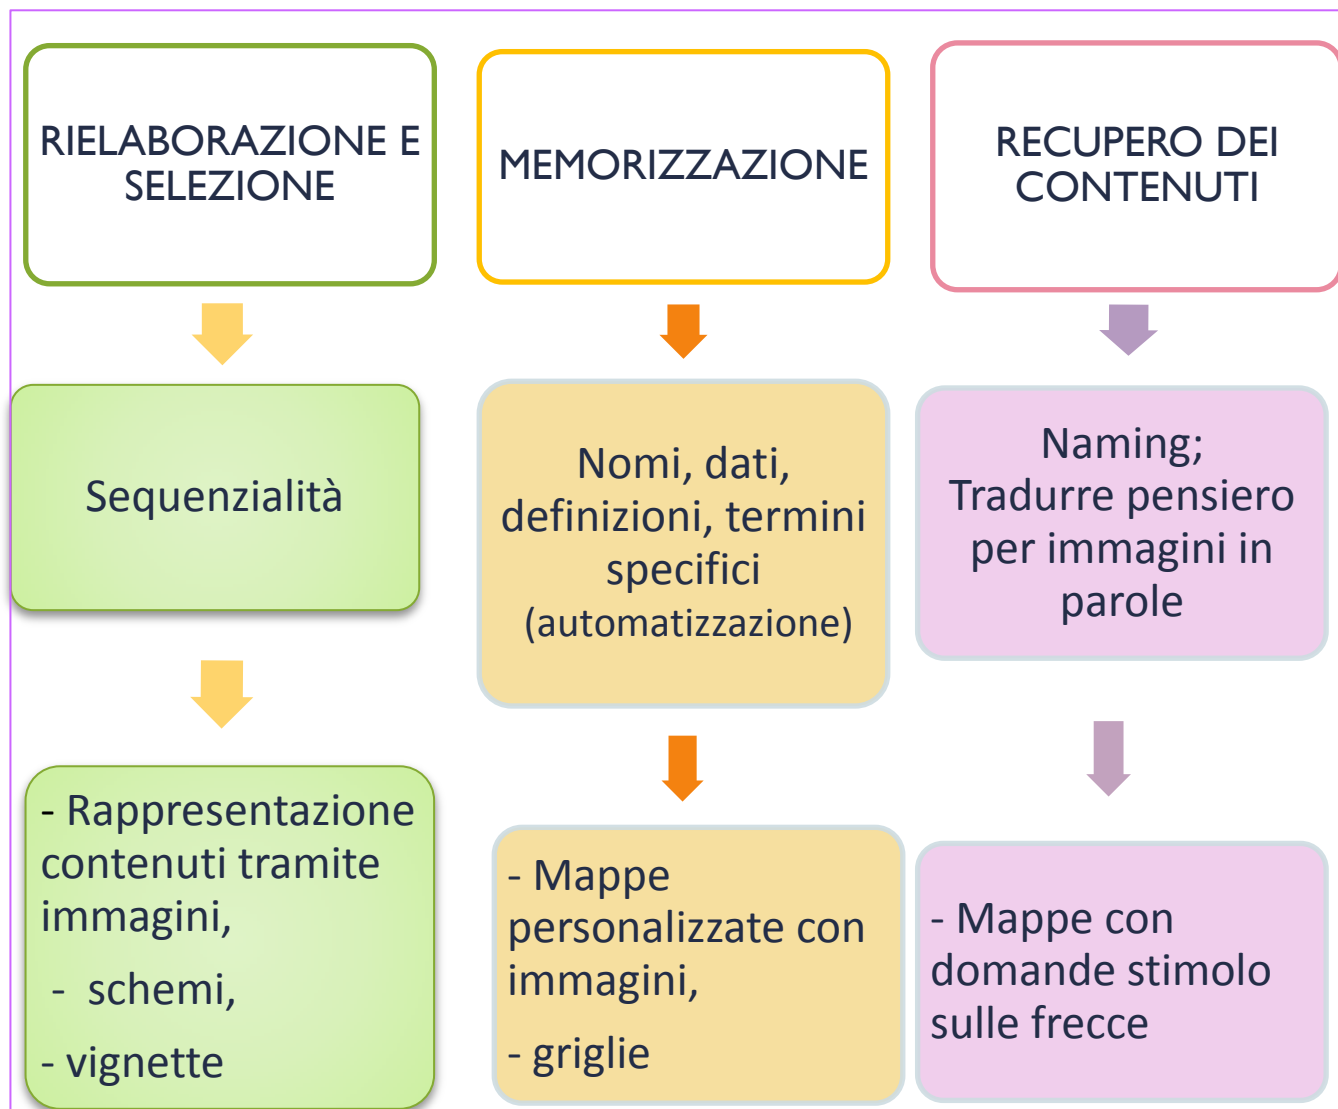 RIELABORAZIONE E
SELEZIONE
MEMORIZZAZIONE
RECUPERO DEI
CONTENUTI
Sequenzialità
Nomi, dati,
definizioni, termini
specifici
(automatizzazione)
Naming;
Tradurre pensiero
per immagini in
parole
- Rappresentazione
contenuti tramite
immagini,
- schemi,
- vignette
- Mappe
personalizzate con
immagini,
- griglie
- Mappe con
domande stimolo
sulle frecce